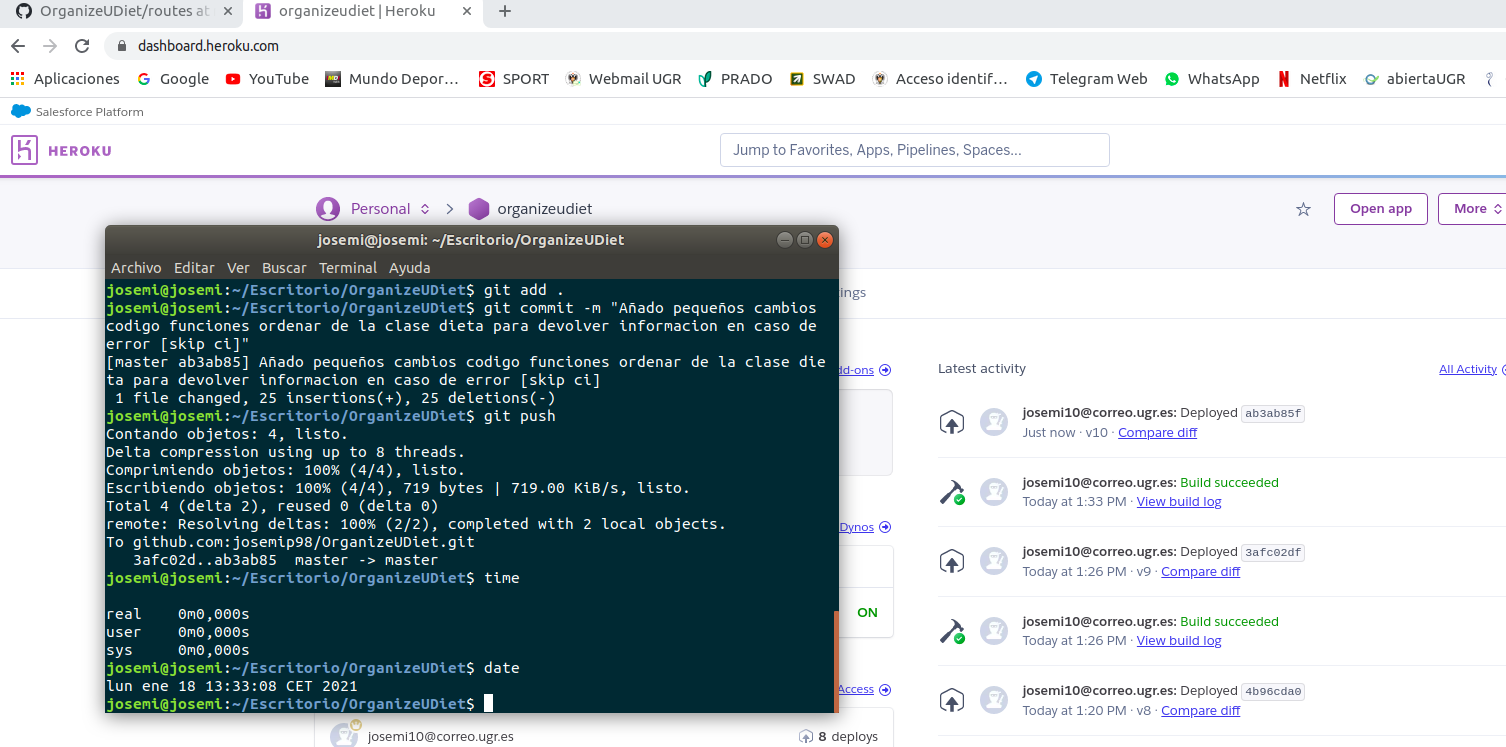 OrganizeUDiet/routes at
organizeudiet | Heroku
dashboard.heroku.com
Aplicaciones
Google
YouTube
Mundo Depor…
SPORT
Webmail UGR
PRADO
SWAD
Acceso identif…
Telegram Web
WhatsApp
Netflix
abiertaUGR
Salesforce Platform
HEROKU
Jump to Favorites, Apps, Pipelines, Spaces...
Personal
organizeudiet
Open app
More
josemi@josemi: ~/Escritorio/OrganizeUDiet
Archivo Editar Ver Buscar Terminal Ayuda
josemi@josemi:~/Escritorio/OrganizeUDiet$ git add .
josemi@josemi:~/Escritorio/OrganizeUDiet$ git commit -m "Añado pequeños cambios
codigo funciones ordenar de la clase dieta para devolver informacion en caso de
error [skip ci]"
[master ab3ab85] Añado pequeños cambios codigo funciones ordenar de la clase die
ta para devolver informacion en caso de error [skip ci]
1 file changed, 25 insertions(+), 25 deletions(-)
josemi@josemi:~/Escritorio/OrganizeUDiet$ git push
Contando objetos: 4, listo.
Delta compression using up to 8 threads.
Comprimiendo objetos: 100% (4/4), listo.
Escribiendo objetos: 100% (4/4), 719 bytes | 719.00 KiB/s, listo.
Total 4 (delta 2), reused 0 (delta 0)
remote: Resolving deltas: 100% (2/2), completed with 2 local objects.
To github.com:josemip98/OrganizeUDiet.git
3afc02d..ab3ab85 master -> master
josemi@josemi:~/Escritorio/OrganizeUDiet$ time
real 0m0,000s
user 0m0,000s
sys 0m0,000s
josemi@josemi:~/Escritorio/OrganizeUDiet$ date
lun ene 18 13:33:08 CET 2021
josemi@josemi:~/Escritorio/OrganizeUDiet$
ings
dd-ons
Dynos
ON
Access
josemi10@correo.ugr.es
8 deploys
Latest activity
All Activity
josemi10@correo.ugr.es: Deployed ab3ab85f
Just now · v10 · Compare diff
josemi10@correo.ugr.es: Build succeeded
Today at 1:33 PM · View build log
josemi10@correo.ugr.es: Deployed 3afc02df
Today at 1:26 PM · v9 · Compare diff
josemi10@correo.ugr.es: Build succeeded
Today at 1:26 PM · View build log
josemi10@correo.ugr.es: Deployed 4b96cda0
Today at 1:20 PM · v8 · Compare diff